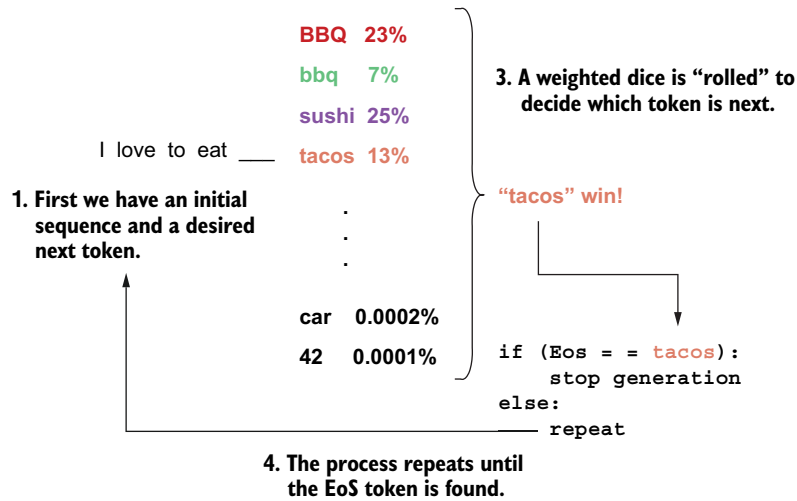 BBQ 23%
bbq 7%
sushi 25%
tacos 13%
I love to eat ___
1. First we have an initial
sequence and a desired
next token.
.
.
.
car 0.0002%
42 0.0001%
3. A weighted dice is “rolled” to
decide which token is next.
“tacos” win!
if (Eos = = tacos):
stop generation
else:
repeat
4. The process repeats until
the EoS token is found.